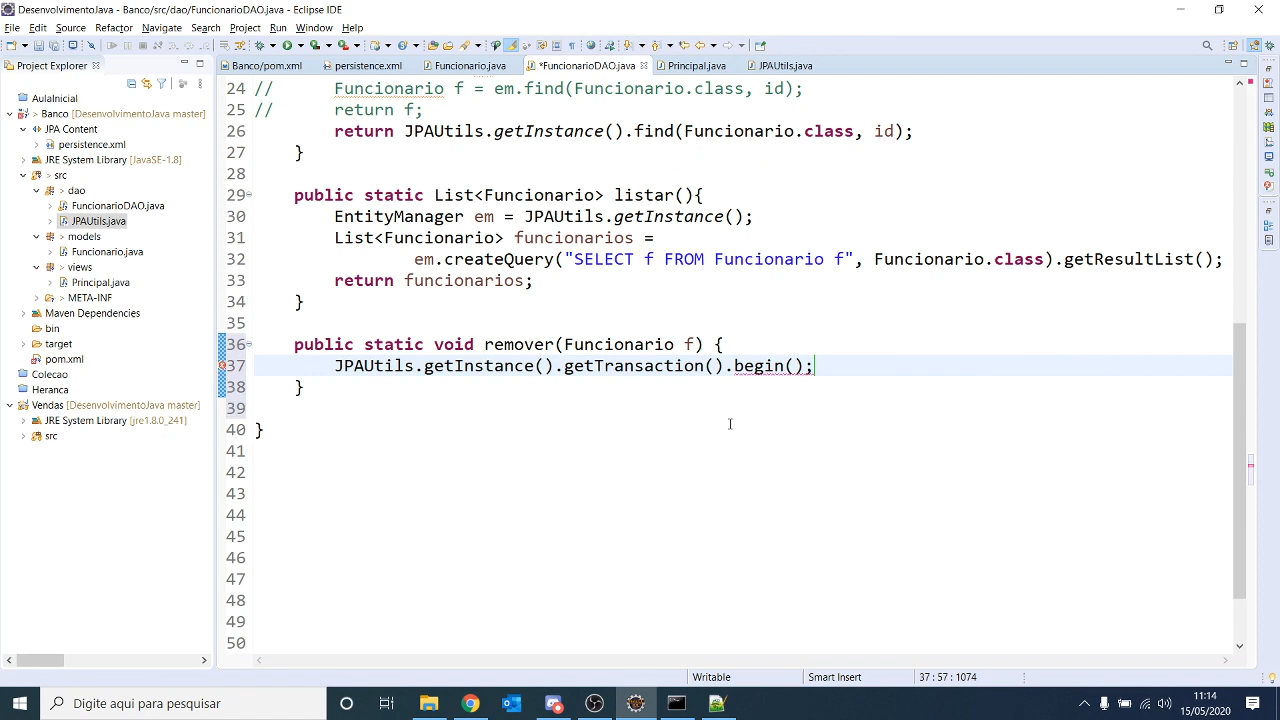 DesenvolvimentoJava - Banco/src/dao/FuncionarioDAO.java - Eclipse IDE
File Edit Source Refactor Navigate Search Project Run Window Help
Project Explorer
Banco/pom.xml persistence.xml Funcionario.java *FuncionarioDAO.java Principal.java JPAUtils.java
AulaInicial
Banco [DesenvolvimentoJava master]
JPA Content
persistence.xml
JRE System Library [JavaSE-1.8]
src
dao
FuncionarioDAO.java
JPAUtils.java
models
Funcionario.java
views
Principal.java
META-INF
Maven Dependencies
bin
target
pom.xml
Colecao
Heranca
Vendas [DesenvolvimentoJava master]
JRE System Library [jre1.8.0_241]
src
24 // Funcionario f = em.find(Funcionario.class, id);
25 // return f;
26 return JPAUtils.getInstance().find(Funcionario.class, id);
27 }
28
29 public static List<Funcionario> listar(){
30 EntityManager em = JPAUtils.getInstance();
31 List<Funcionario> funcionarios =
32 em.createQuery("SELECT f FROM Funcionario f", Funcionario.class).getResultList();
33 return funcionarios;
34 }
35
36 public static void remover(Funcionario f) {
37 JPAUtils.getInstance().getTransaction().begin();
38 }
39
40 }
41
42
43
44
45
46
47
48
49
50
Writable Smart Insert 37 : 57 : 1074
Digite aqui para pesquisar
11:14
15/05/2020